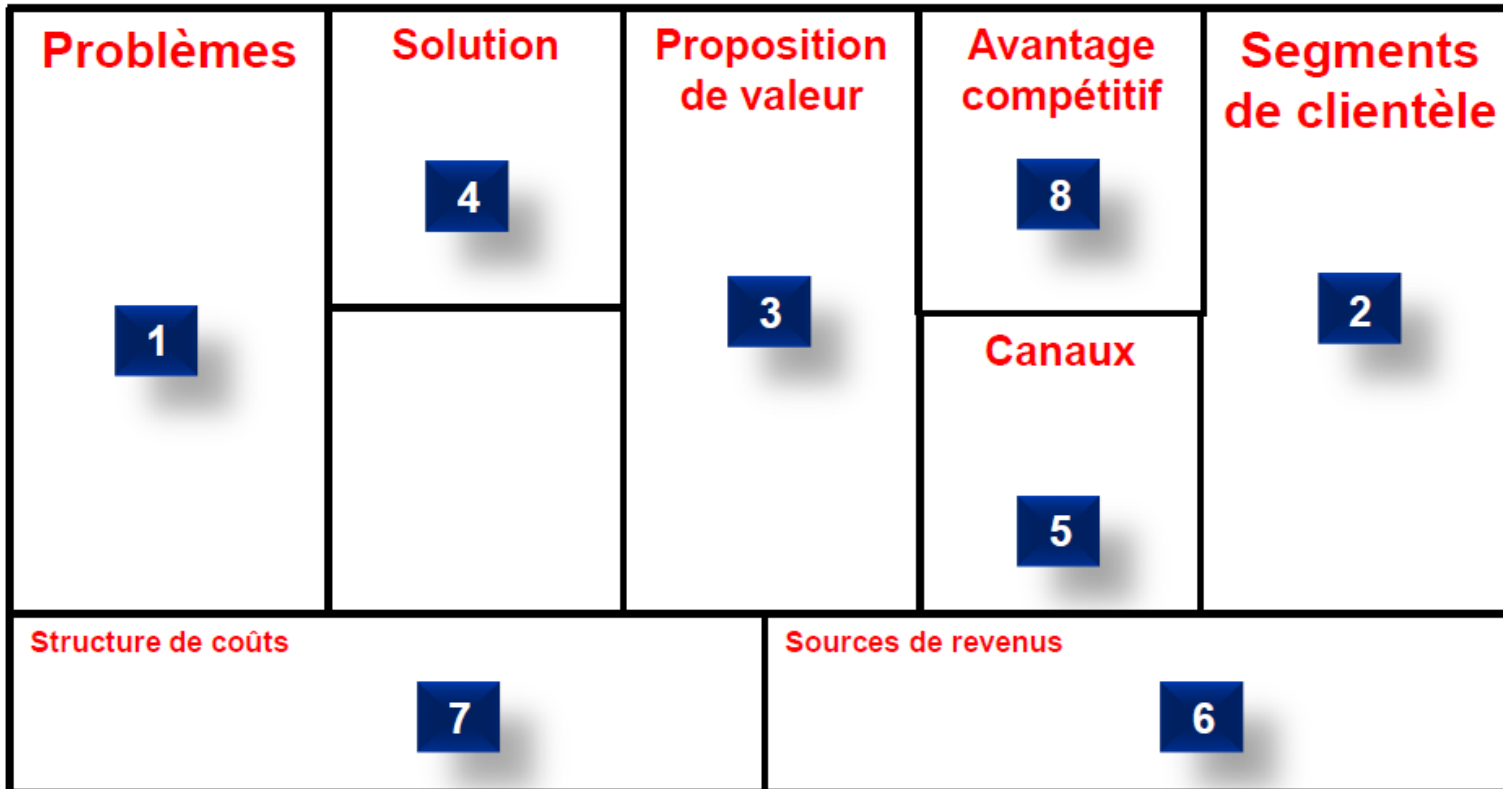 Problèmes
Solution
Proposition
de valeur
Avantage
compétitif
Segments
de clientèle
4
8
3
2
1
Canaux
5
Structure de coûts
Sources de revenus
7
6